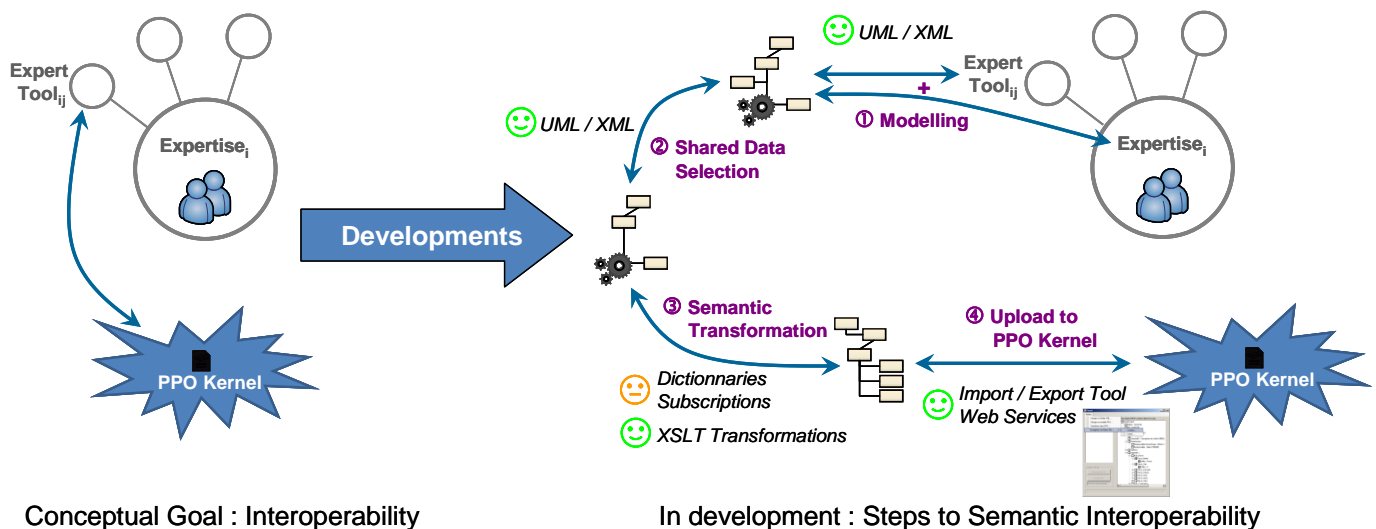 Expert
Tool_ij
Expertise_i
PPO Kernel
Conceptual Goal : Interoperability
Developments
UML / XML
Expert
Tool_ij
+
① Modelling
Expertise_i
UML / XML
② Shared Data
Selection
③ Semantic
Transformation
Dictionnaries
Subscriptions
XSLT Transformations
④ Upload to
PPO Kernel
Import / Export Tool
Web Services
PPO Kernel
In development : Steps to Semantic Interoperability